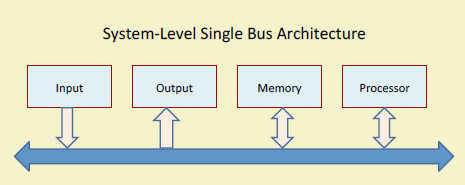 System-Level Single Bus Architecture
Input
Output
Memory
Processor